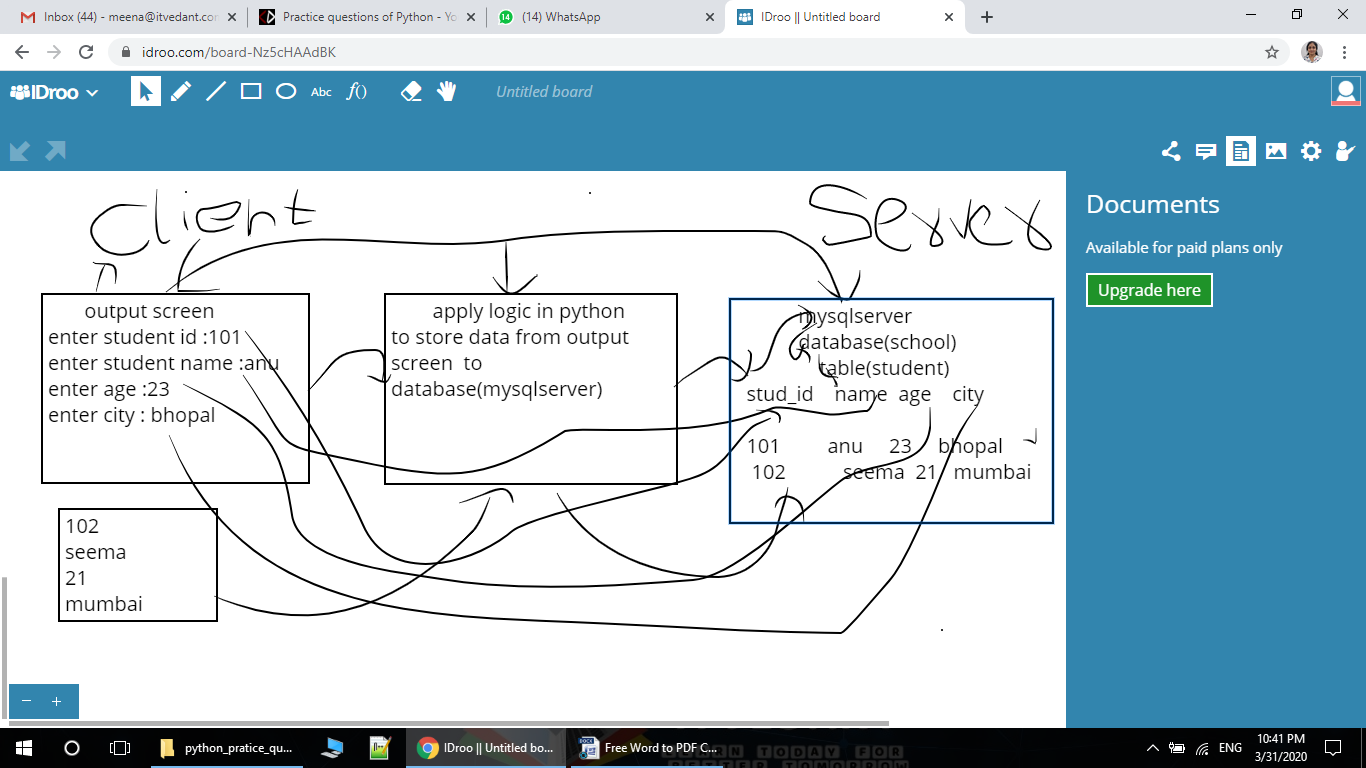 Inbox (44) - meena@itvedant.con
Practice questions of Python - Yo
(14) WhatsApp
IDroo || Untitled board
idroo.com/board-Nz5cHAAdBK
IDroo
Abc
f()
Untitled board
Client
Server
output screen
enter student id :101
enter student name :anu
enter age :23
enter city : bhopal
apply logic in python
to store data from output
screen to
database(mysqlserver)
mysqlserver
database(school)
table(student)
stud_id name age city
101 anu 23 bhopal
102 seema 21 mumbai
102
seema
21
mumbai
Documents
Available for paid plans only
Upgrade here
python_pratice_qu...
IDroo || Untitled bo...
Free Word to PDF C...
ENG
10:41 PM
3/31/2020